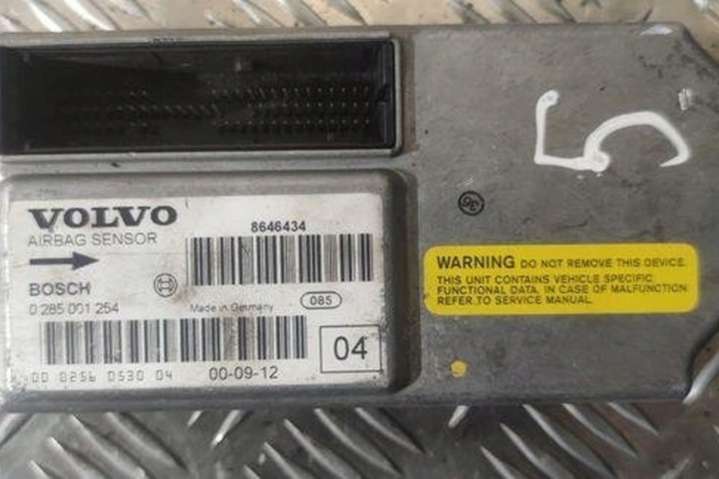 5
36
VOLVO
AIRBAG SENSOR
8646434
BOSCH
0 285 001 254
Made in Germany
085
04
00 0256 0530 04
00-09-12
WARNING DO NOT REMOVE THIS DEVICE.
THIS UNIT CONTAINS VEHICLE SPECIFIC
FUNCTIONAL DATA. IN CASE OF MALFUNCTION
REFER TO SERVICE MANUAL.